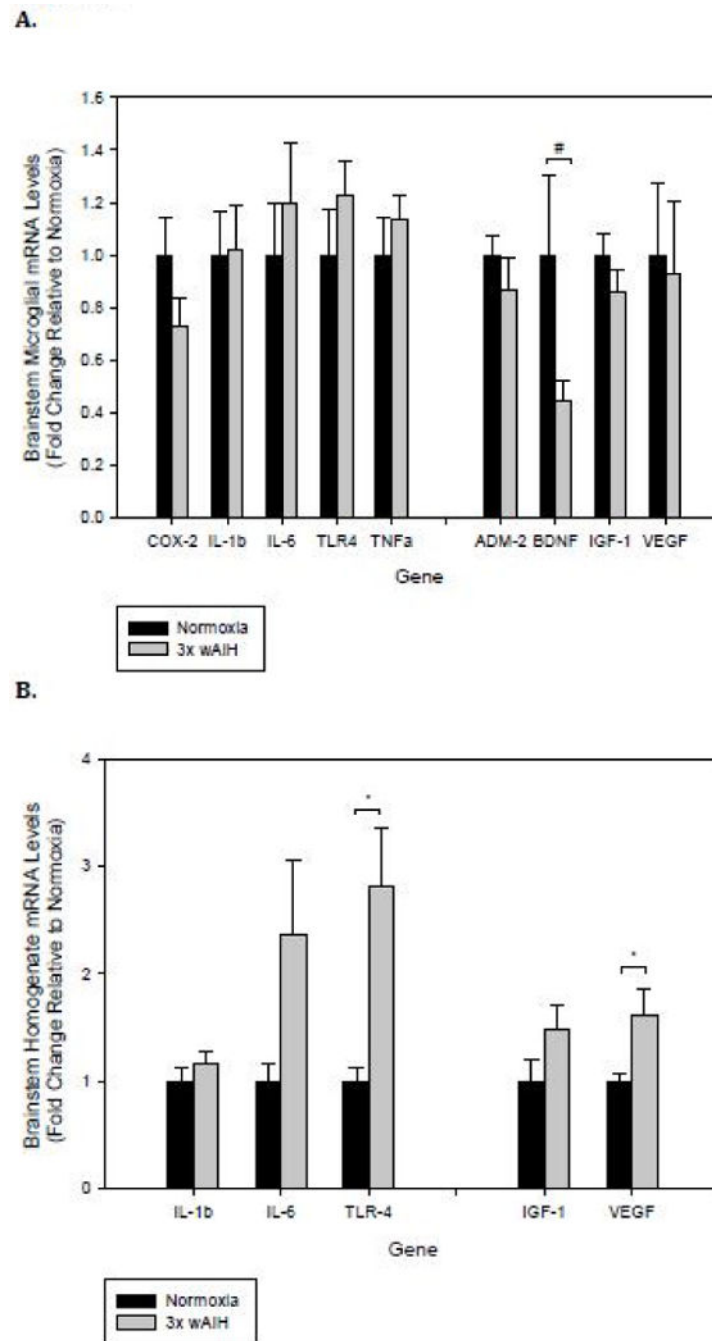 A.
Brainstem Microglial mRNA Levels
(Fold Change Relative to Normoxia)
1.6
1.4
1.2
1.0
0.8
0.6
0.4
0.2
0.0
#
COX-2 IL-1b IL-6 TLR4 TNFa ADM-2 BDNF IGF-1 VEGF
Gene
Normoxia
3x wAIH
B.
Brainstem Homogenate mRNA Levels
(Fold Change Relative to Normoxia)
4
3
2
1
0
*
*
IL-1b IL-6 TLR-4 IGF-1 VEGF
Gene
Normoxia
3x wAIH